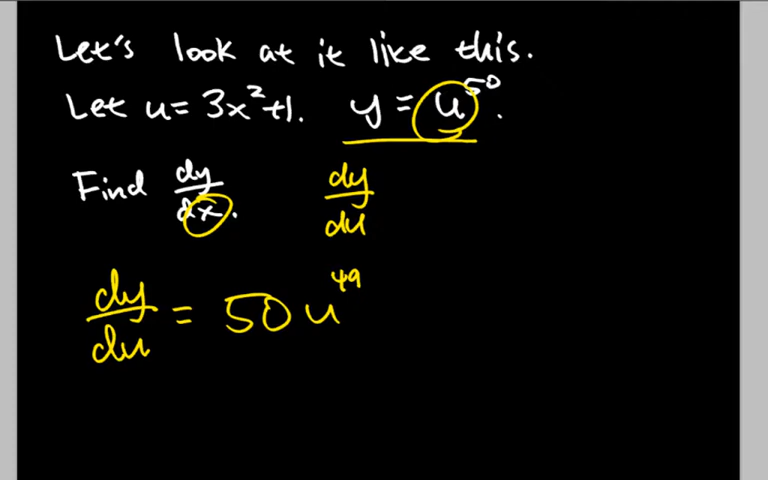 Let's look at it like this.
Let u = 3x²+1. y = u⁵⁰.
Find dy/dx. dy/du
dy/du = 50u⁴⁹